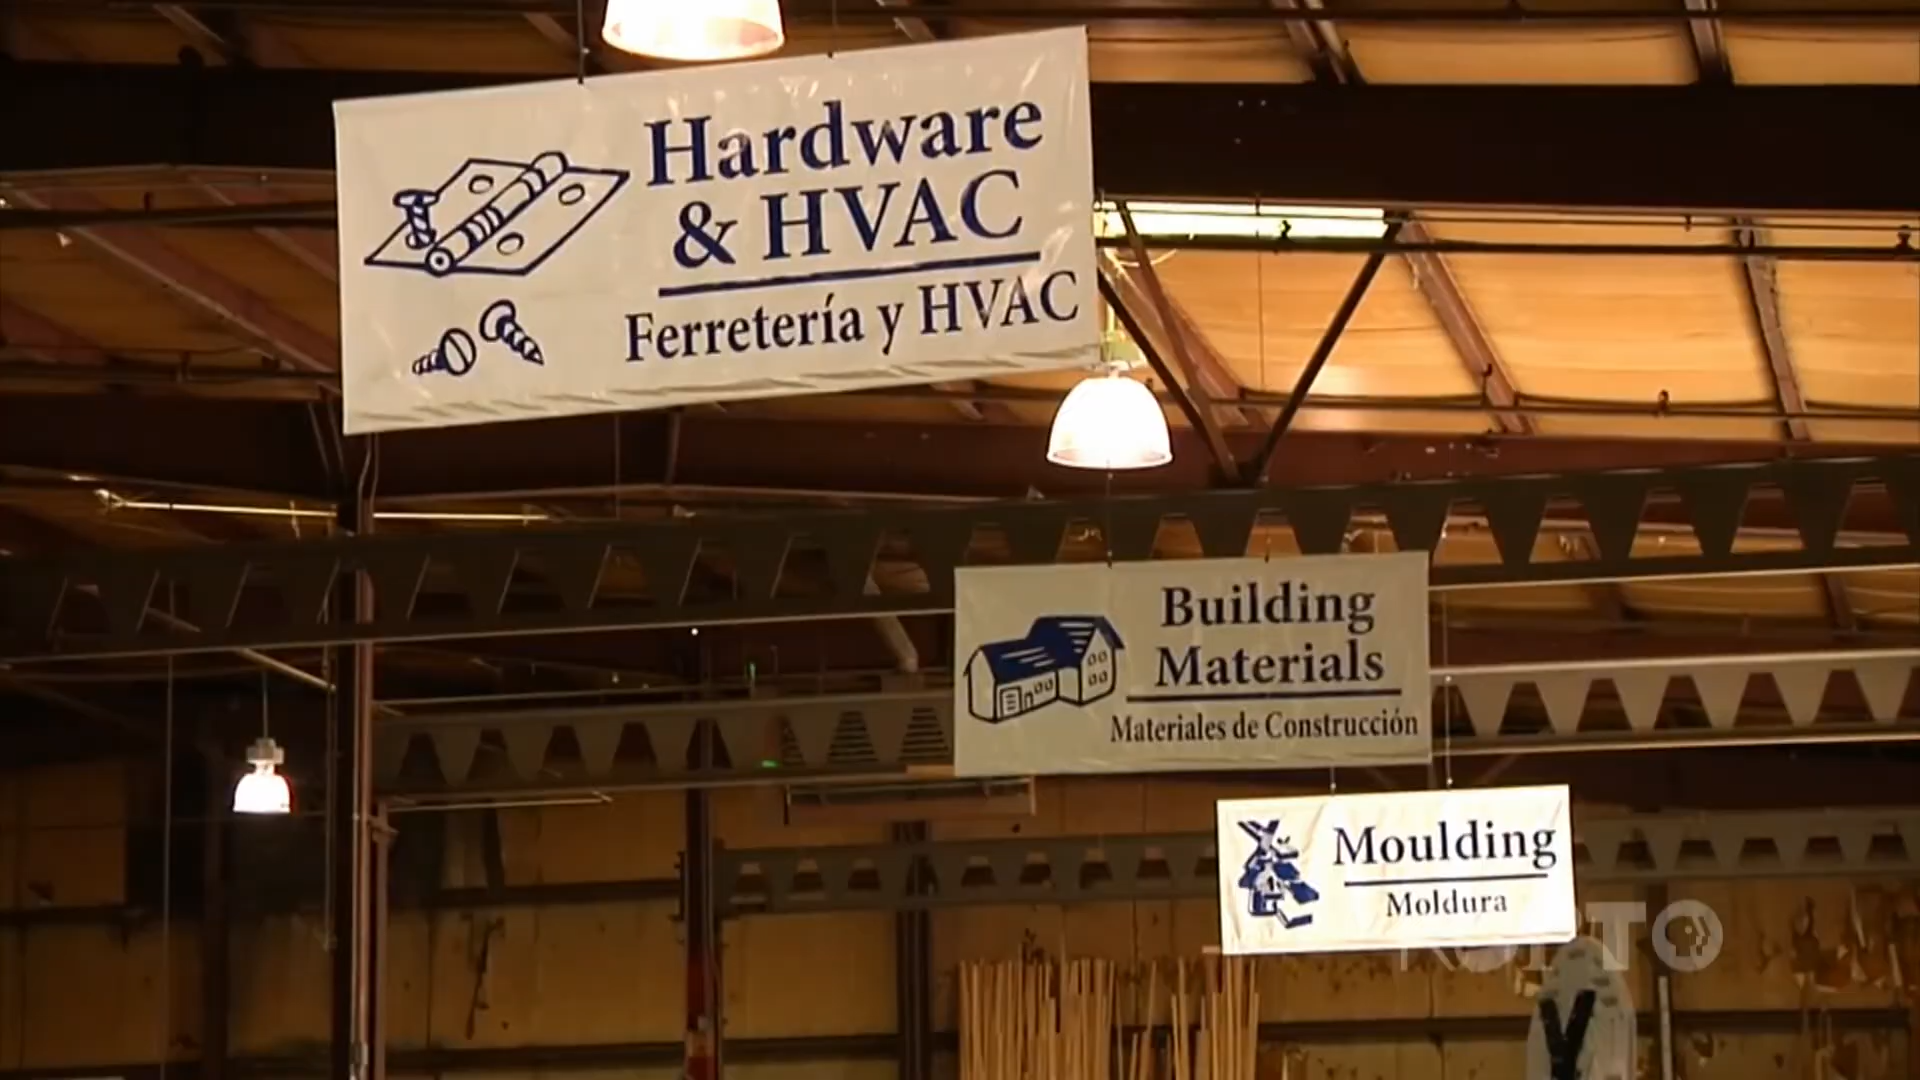 Hardware
& HVAC
Ferretería y HVAC
Building
Materials
Materiales de Construcción
Moulding
Moldura